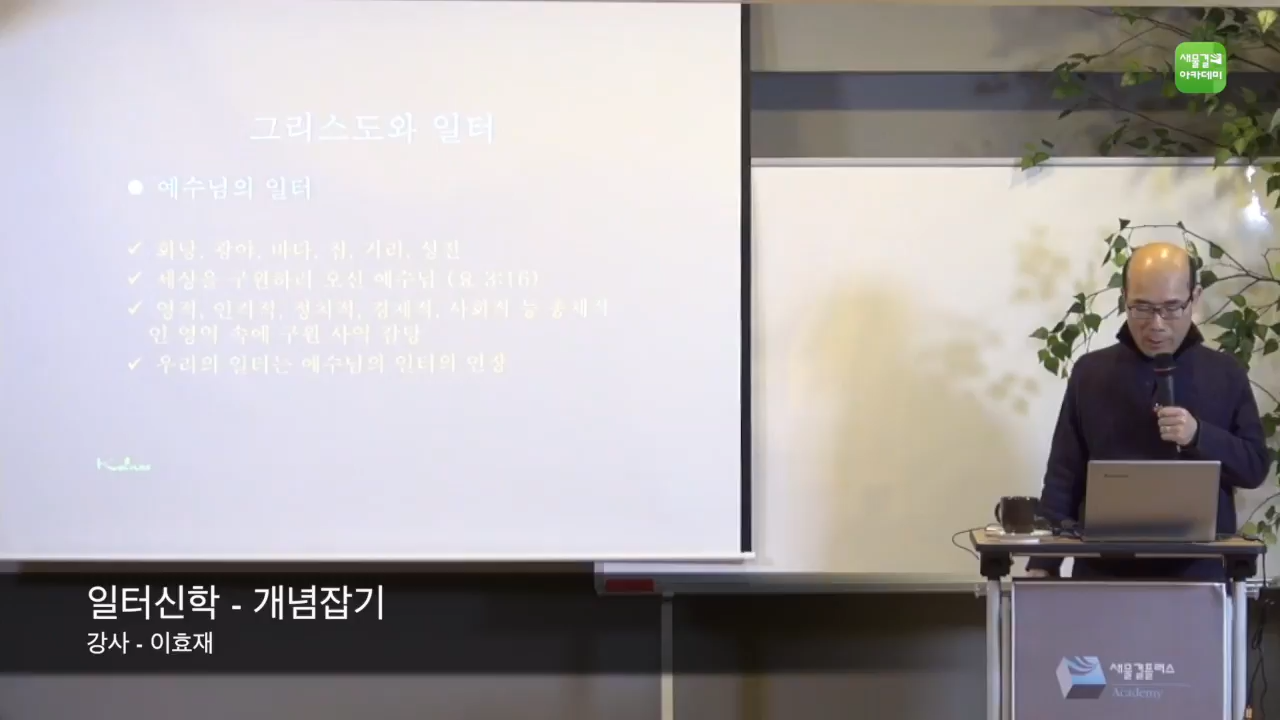 새물결
아카데미
그리스도와 일터
● 예수님의 일터
✓ 회당, 광야, 바다, 집, 거리, 성전
✓ 세상을 구원하러 오신 예수님 (요 3:16)
✓ 영적, 인격적, 정치적, 경제적, 사회적 등 총체적
인 영역 속에 구원 사역 감당
✓ 우리의 일터는 예수님의 일터의 연장
일터신학 - 개념잡기
강사 - 이효재
새물결플러스
Academy